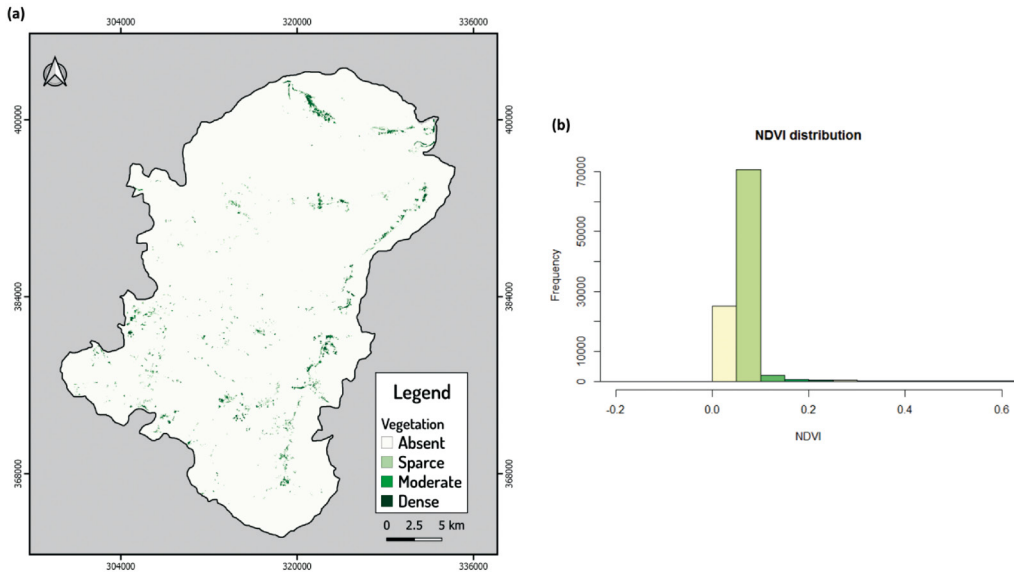 (a)
304000 320000 336000
400000 400000
384000 384000
368000 368000
Legend
Vegetation
Absent
Sparce
Moderate
Dense
0 2.5 5 km
304000 320000 336000
(b)
NDVI distribution
Frequency
70000
50000
30000
10000
0
-0.2 0.0 0.2 0.4 0.6
NDVI